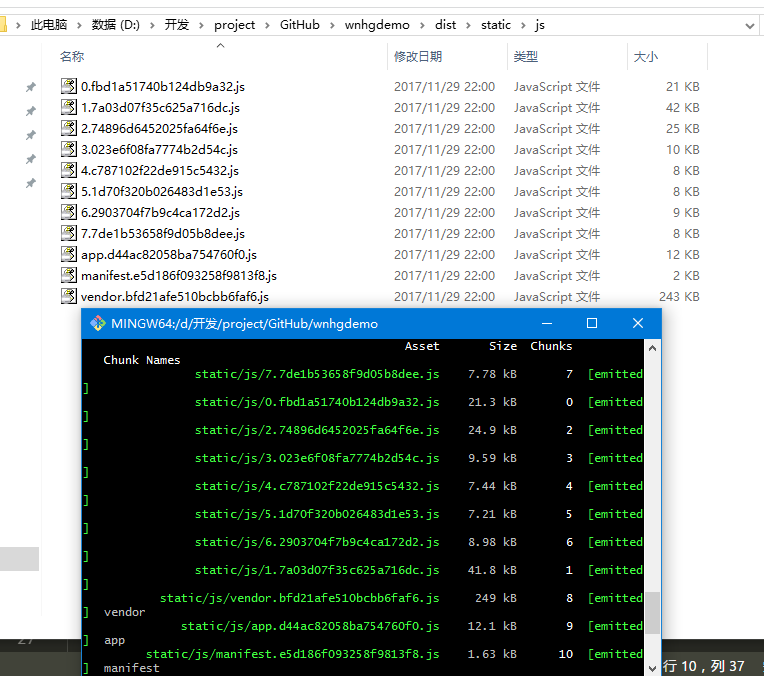 此电脑 › 数据 (D:) › 开发 › project › GitHub › wnhgdemo › dist › static › js
名称 修改日期 类型 大小
0.fbd1a51740b124db9a32.js 2017/11/29 22:00 JavaScript 文件 21 KB
1.7a03d07f35c625a716dc.js 2017/11/29 22:00 JavaScript 文件 42 KB
2.74896d6452025fa64f6e.js 2017/11/29 22:00 JavaScript 文件 25 KB
3.023e6f08fa7774b2d54c.js 2017/11/29 22:00 JavaScript 文件 10 KB
4.c787102f22de915c5432.js 2017/11/29 22:00 JavaScript 文件 8 KB
5.1d70f320b026483d1e53.js 2017/11/29 22:00 JavaScript 文件 8 KB
6.2903704f7b9c4ca172d2.js 2017/11/29 22:00 JavaScript 文件 9 KB
7.7de1b53658f9d05b8dee.js 2017/11/29 22:00 JavaScript 文件 8 KB
app.d44ac82058ba754760f0.js 2017/11/29 22:00 JavaScript 文件 12 KB
manifest.e5d186f093258f9813f8.js 2017/11/29 22:00 JavaScript 文件 2 KB
vendor.bfd21afe510bcbb6faf6.js 2017/11/29 22:00 JavaScript 文件 243 KB
MINGW64:/d/开发/project/GitHub/wnhgdemo
Asset Size Chunks
Chunk Names
static/js/7.7de1b53658f9d05b8dee.js 7.78 kB 7 [emitted
]
static/js/0.fbd1a51740b124db9a32.js 21.3 kB 0 [emitted
]
static/js/2.74896d6452025fa64f6e.js 24.9 kB 2 [emitted
]
static/js/3.023e6f08fa7774b2d54c.js 9.59 kB 3 [emitted
]
static/js/4.c787102f22de915c5432.js 7.44 kB 4 [emitted
]
static/js/5.1d70f320b026483d1e53.js 7.21 kB 5 [emitted
]
static/js/6.2903704f7b9c4ca172d2.js 8.98 kB 6 [emitted
]
static/js/1.7a03d07f35c625a716dc.js 41.8 kB 1 [emitted
]
static/js/vendor.bfd21afe510bcbb6faf6.js 249 kB 8 [emitted
] vendor
static/js/app.d44ac82058ba754760f0.js 12.1 kB 9 [emitted
] app
static/js/manifest.e5d186f093258f9813f8.js 1.63 kB 10 [emitted
] manifest
27
行 10，列 37